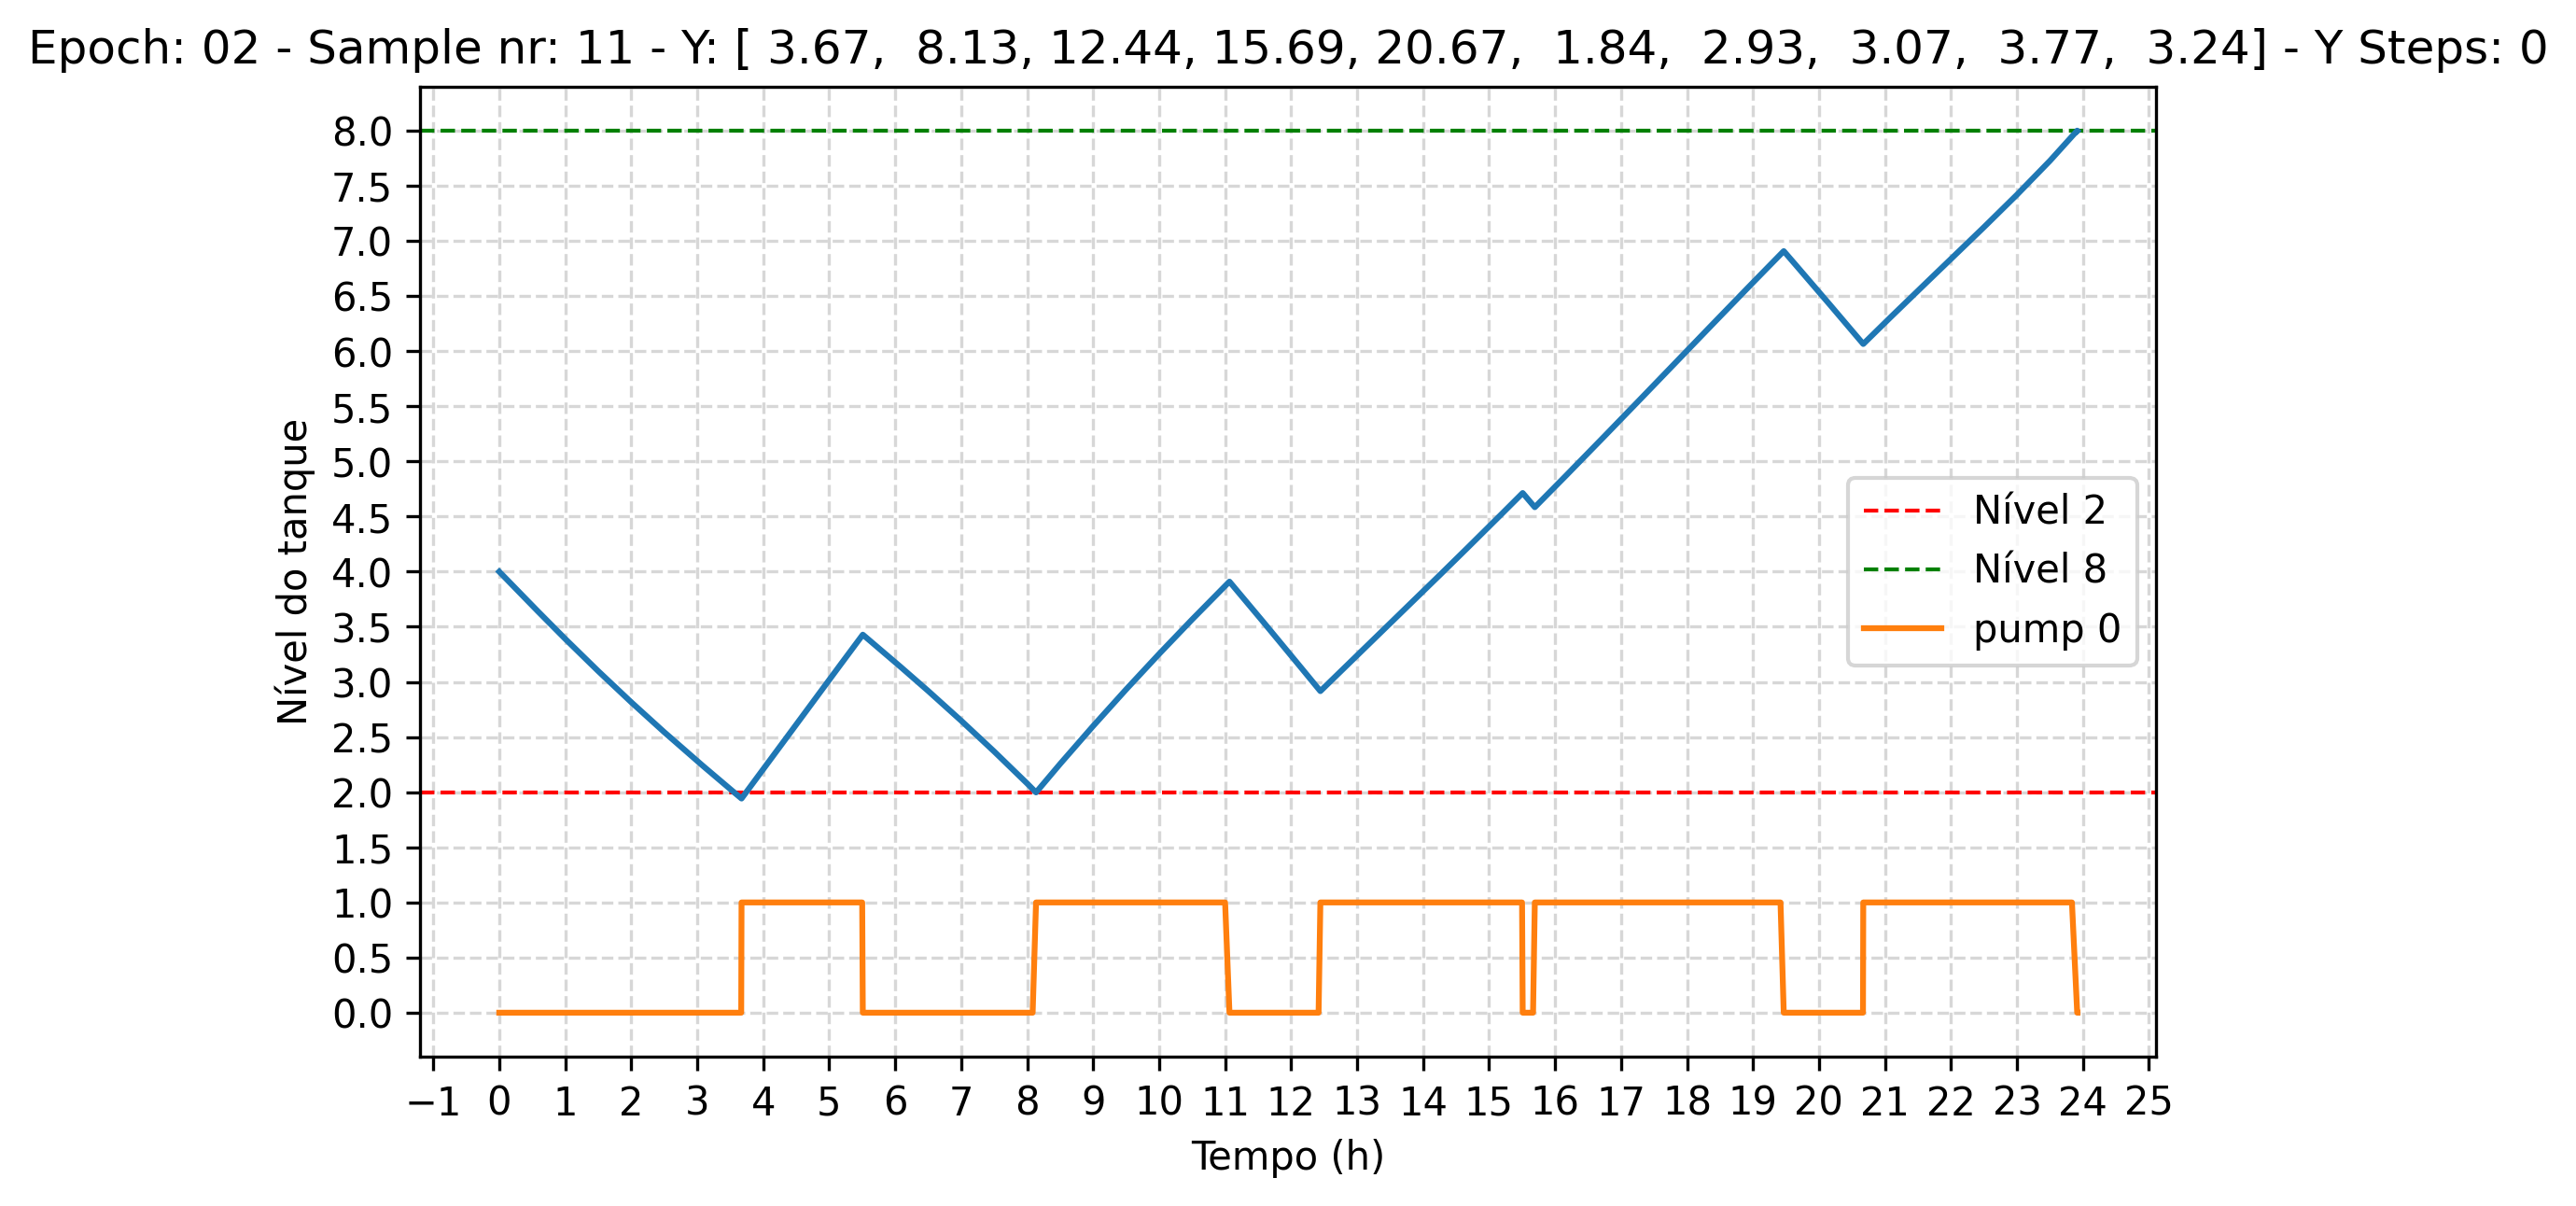 Epoch: 02 - Sample nr: 11 - Y: [ 3.67,  8.13, 12.44, 15.69, 20.67,  1.84,  2.93,  3.07,  3.77,  3.24] - Y Steps: 0
8.0
7.5
7.0
6.5
6.0
5.5
5.0
4.5
4.0
3.5
3.0
2.5
2.0
1.5
1.0
0.5
0.0
Nível do tanque
Nível 2
Nível 8
pump 0
−1 0 1 2 3 4 5 6 7 8 9 10 11 12 13 14 15 16 17 18 19 20 21 22 23 24 25
Tempo (h)